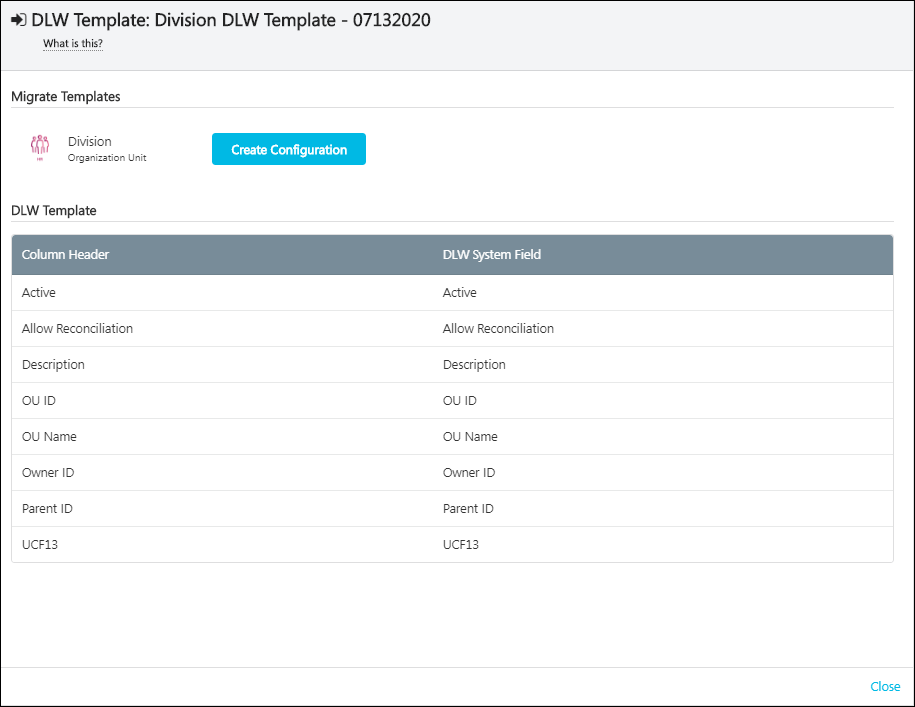 DLW Template: Division DLW Template - 07132020
What is this?
Migrate Templates
Division
Organization Unit
Create Configuration
DLW Template
Column Header DLW System Field
Active Active
Allow Reconciliation Allow Reconciliation
Description Description
OU ID OU ID
OU Name OU Name
Owner ID Owner ID
Parent ID Parent ID
UCF13 UCF13
Close